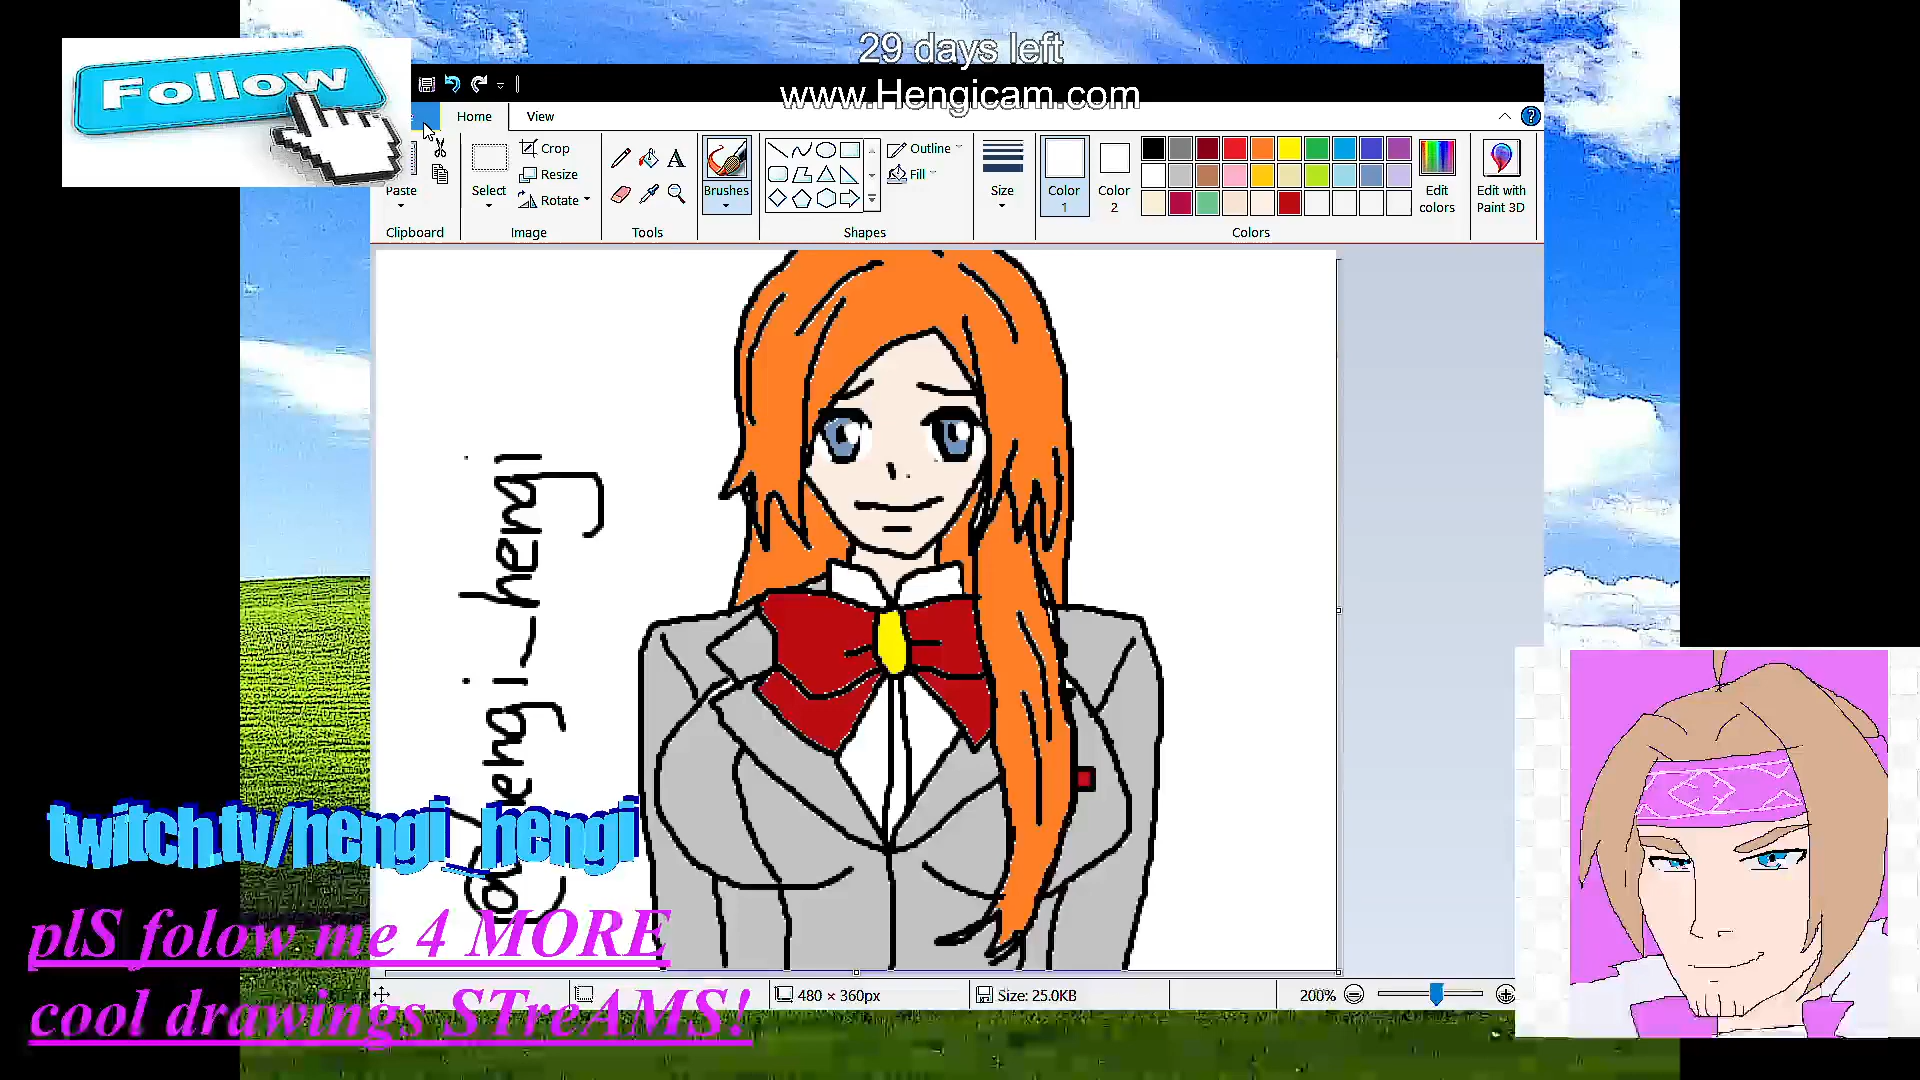 29 days left
www.Hengicam.com
Follow
Home
View
Paste
Clipboard
Select
Crop
Resize
Rotate
Image
Tools
Brushes
Shapes
Outline
Fill
Size
Color
1
Color
2
Edit
colors
Colors
Edit with
Paint 3D
@hengi_hengi
twitch.tv/hengi_hengi
plS folow me 4 MORE
cool drawings STreAMS!
480 × 360px
Size: 25.0KB
200%